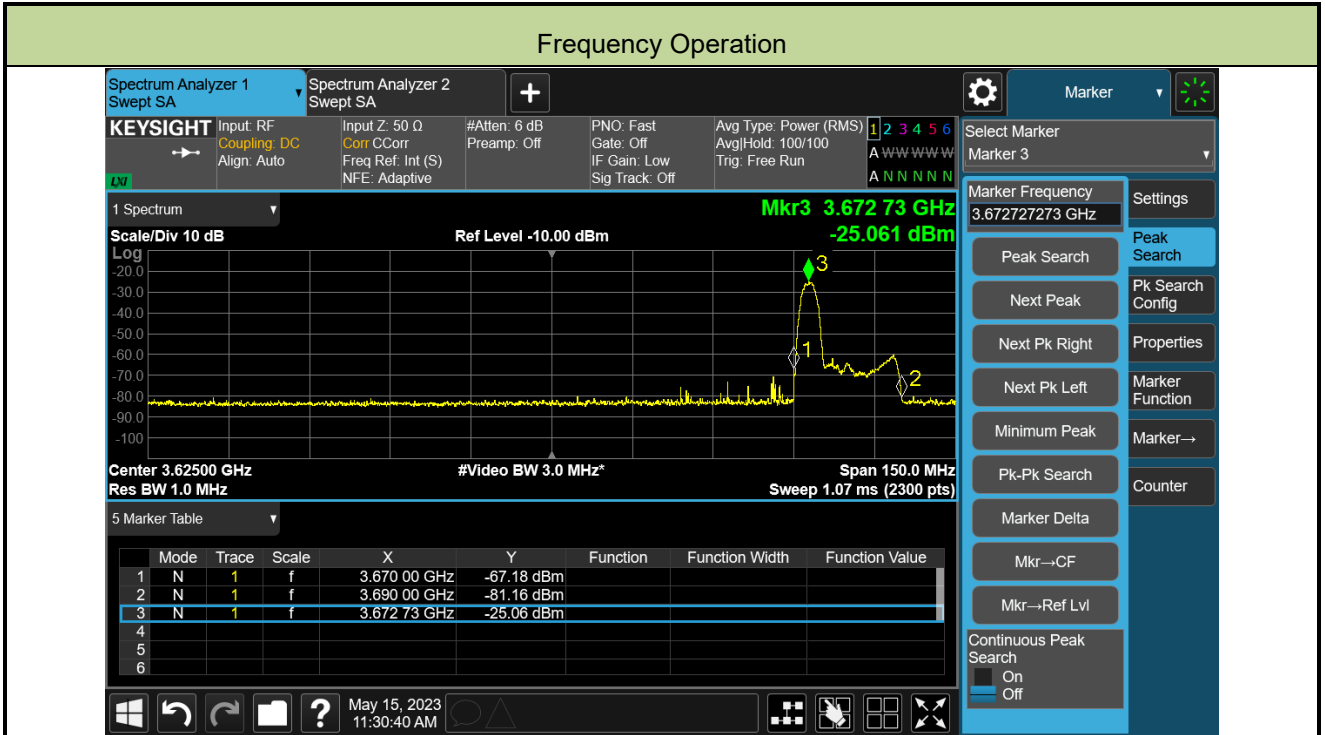 Frequency Operation
Spectrum Analyzer 1
Swept SA
Spectrum Analyzer 2
Swept SA
Marker
KEYSIGHT
LXI
Input: RF
Coupling: DC
Align: Auto
Input Z: 50 Ω
Corr CCorr
Freq Ref: Int (S)
NFE: Adaptive
#Atten: 6 dB
Preamp: Off
PNO: Fast
Gate: Off
IF Gain: Low
Sig Track: Off
Avg Type: Power (RMS)
Avg|Hold: 100/100
Trig: Free Run
1 2 3 4 5 6
A W W W W W
A N N N N N
Select Marker
Marker 3
1 Spectrum
Mkr3 3.672 73 GHz
Scale/Div 10 dB
Ref Level -10.00 dBm
-25.061 dBm
Log
-20.0
-30.0
-40.0
-50.0
-60.0
-70.0
-80.0
-90.0
-100
3
1
2
Center 3.62500 GHz
#Video BW 3.0 MHz*
Span 150.0 MHz
Res BW 1.0 MHz
Sweep 1.07 ms (2300 pts)
5 Marker Table
Mode Trace Scale X Y Function Function Width Function Value
1 N 1 f 3.670 00 GHz -67.18 dBm
2 N 1 f 3.690 00 GHz -81.16 dBm
3 N 1 f 3.672 73 GHz -25.06 dBm
4
5
6
Marker Frequency
3.672727273 GHz
Peak Search
Next Peak
Next Pk Right
Next Pk Left
Minimum Peak
Pk-Pk Search
Marker Delta
Mkr→CF
Mkr→Ref Lvl
Continuous Peak
Search
On
Off
Settings
Peak
Search
Pk Search
Config
Properties
Marker
Function
Marker→
Counter
?
May 15, 2023
11:30:40 AM